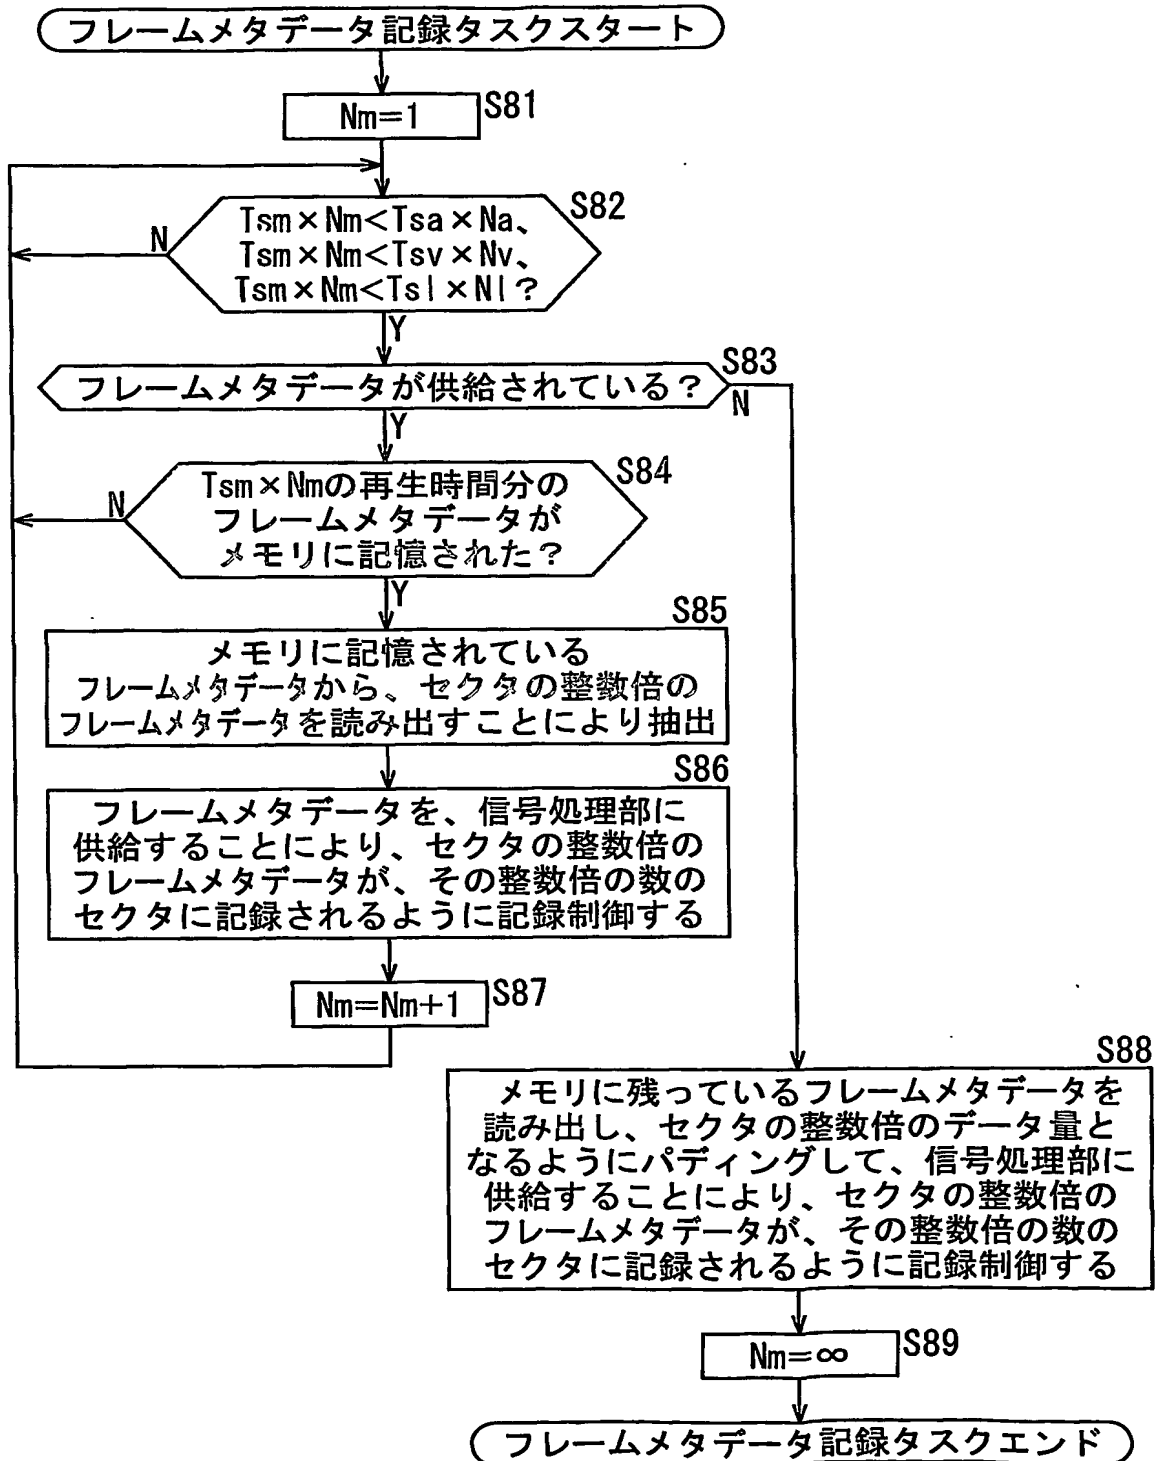 フレームメタデータ記録タスクスタート
Nm=1
S81
S82
Tsm×Nm<Tsa×Na、
Tsm×Nm<Tsv×Nv、
Tsm×Nm<Tsl×Nl?
N
Y
S83
フレームメタデータが供給されている?
N
Y
S84
Tsm×Nmの再生時間分の
フレームメタデータが
メモリに記憶された?
N
Y
S85
メモリに記憶されている
フレームメタデータから、セクタの整数倍の
フレームメタデータを読み出すことにより抽出
S86
フレームメタデータを、信号処理部に
供給することにより、セクタの整数倍の
フレームメタデータが、その整数倍の数の
セクタに記録されるように記録制御する
Nm=Nm+1
S87
S88
メモリに残っているフレームメタデータを
読み出し、セクタの整数倍のデータ量と
なるようにパディングして、信号処理部に
供給することにより、セクタの整数倍の
フレームメタデータが、その整数倍の数の
セクタに記録されるように記録制御する
Nm=∞
S89
フレームメタデータ記録タスクエンド